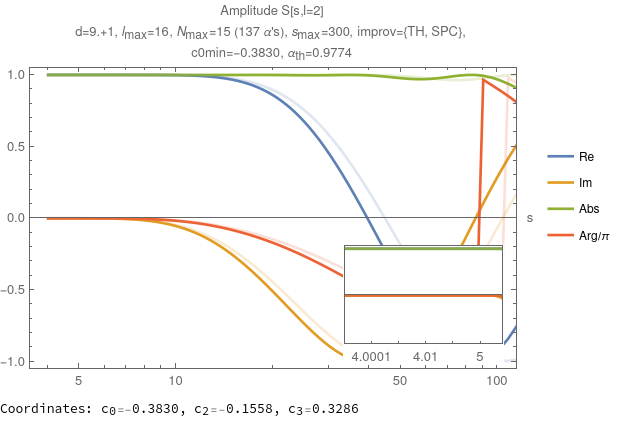 Amplitude S[s,l=2]
d=9.+1, lmax=16, Nmax=15 (137 α's), smax=300, improv={TH, SPC},
c0min=-0.3830, αth=0.9774
1.0
0.5
0.0
-0.5
-1.0
s
Re
Im
Abs
Arg/π
4.0001 4.01 5
5 10 50 100
Coordinates: c0=-0.3830, c2=-0.1558, c3=0.3286